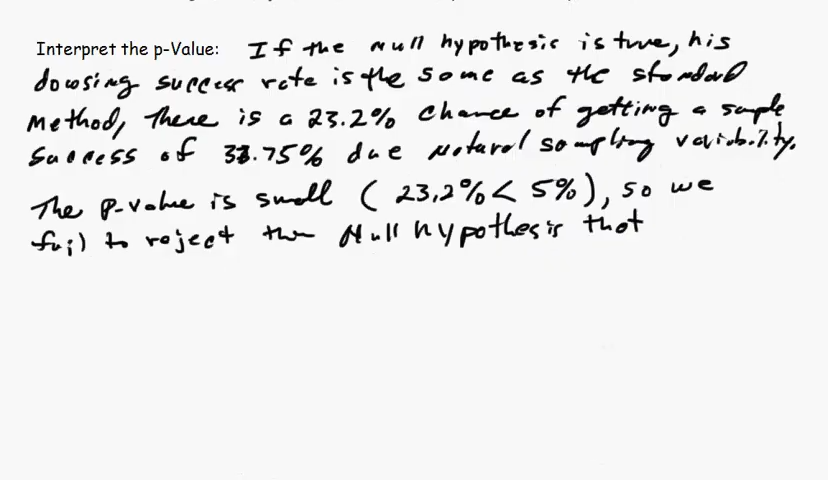 Interpret the p-Value: If the Null hypothesis is true, his
dowsing success rate is the same as the standard
method, there is a 23.2% chance of getting a sample
success of 33.75% due natural sampling variability.
The p-value is small (23.2% < 5%), so we
fail to reject the Null hypothesis that